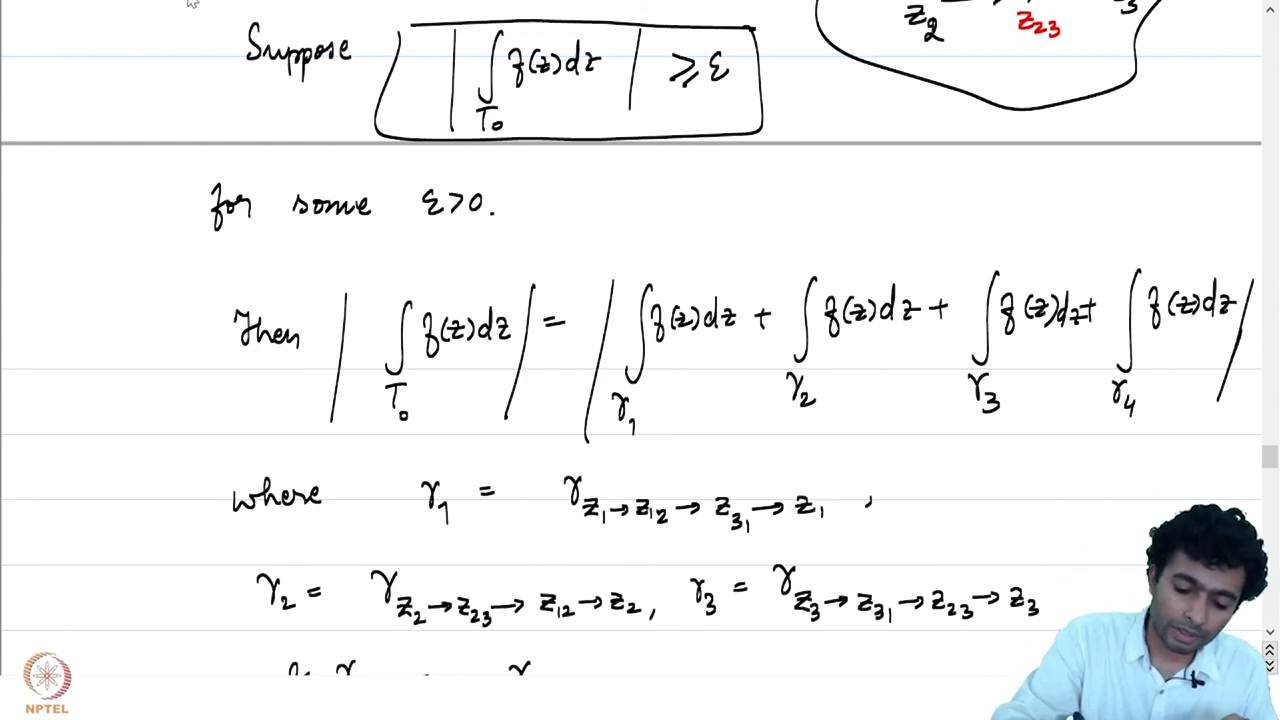 z₂ z₂₃ ₃
Suppose | ∫_{T₀} f(z)dz | ⩾ ε
for some ε>0.
Then | ∫_{T₀} f(z)dz | = | ∫_{γ₁} f(z)dz + ∫_{γ₂} f(z)dz + ∫_{γ₃} f(z)dz + ∫_{γ₄} f(z)dz |
where γ₁ = γ_{z₁→z₁₂→z₃₁→z₁} ,
γ₂ = γ_{z₂→z₂₃→z₁₂→z₂}, γ₃ = γ_{z₃→z₃₁→z₂₃→z₃}
NPTEL